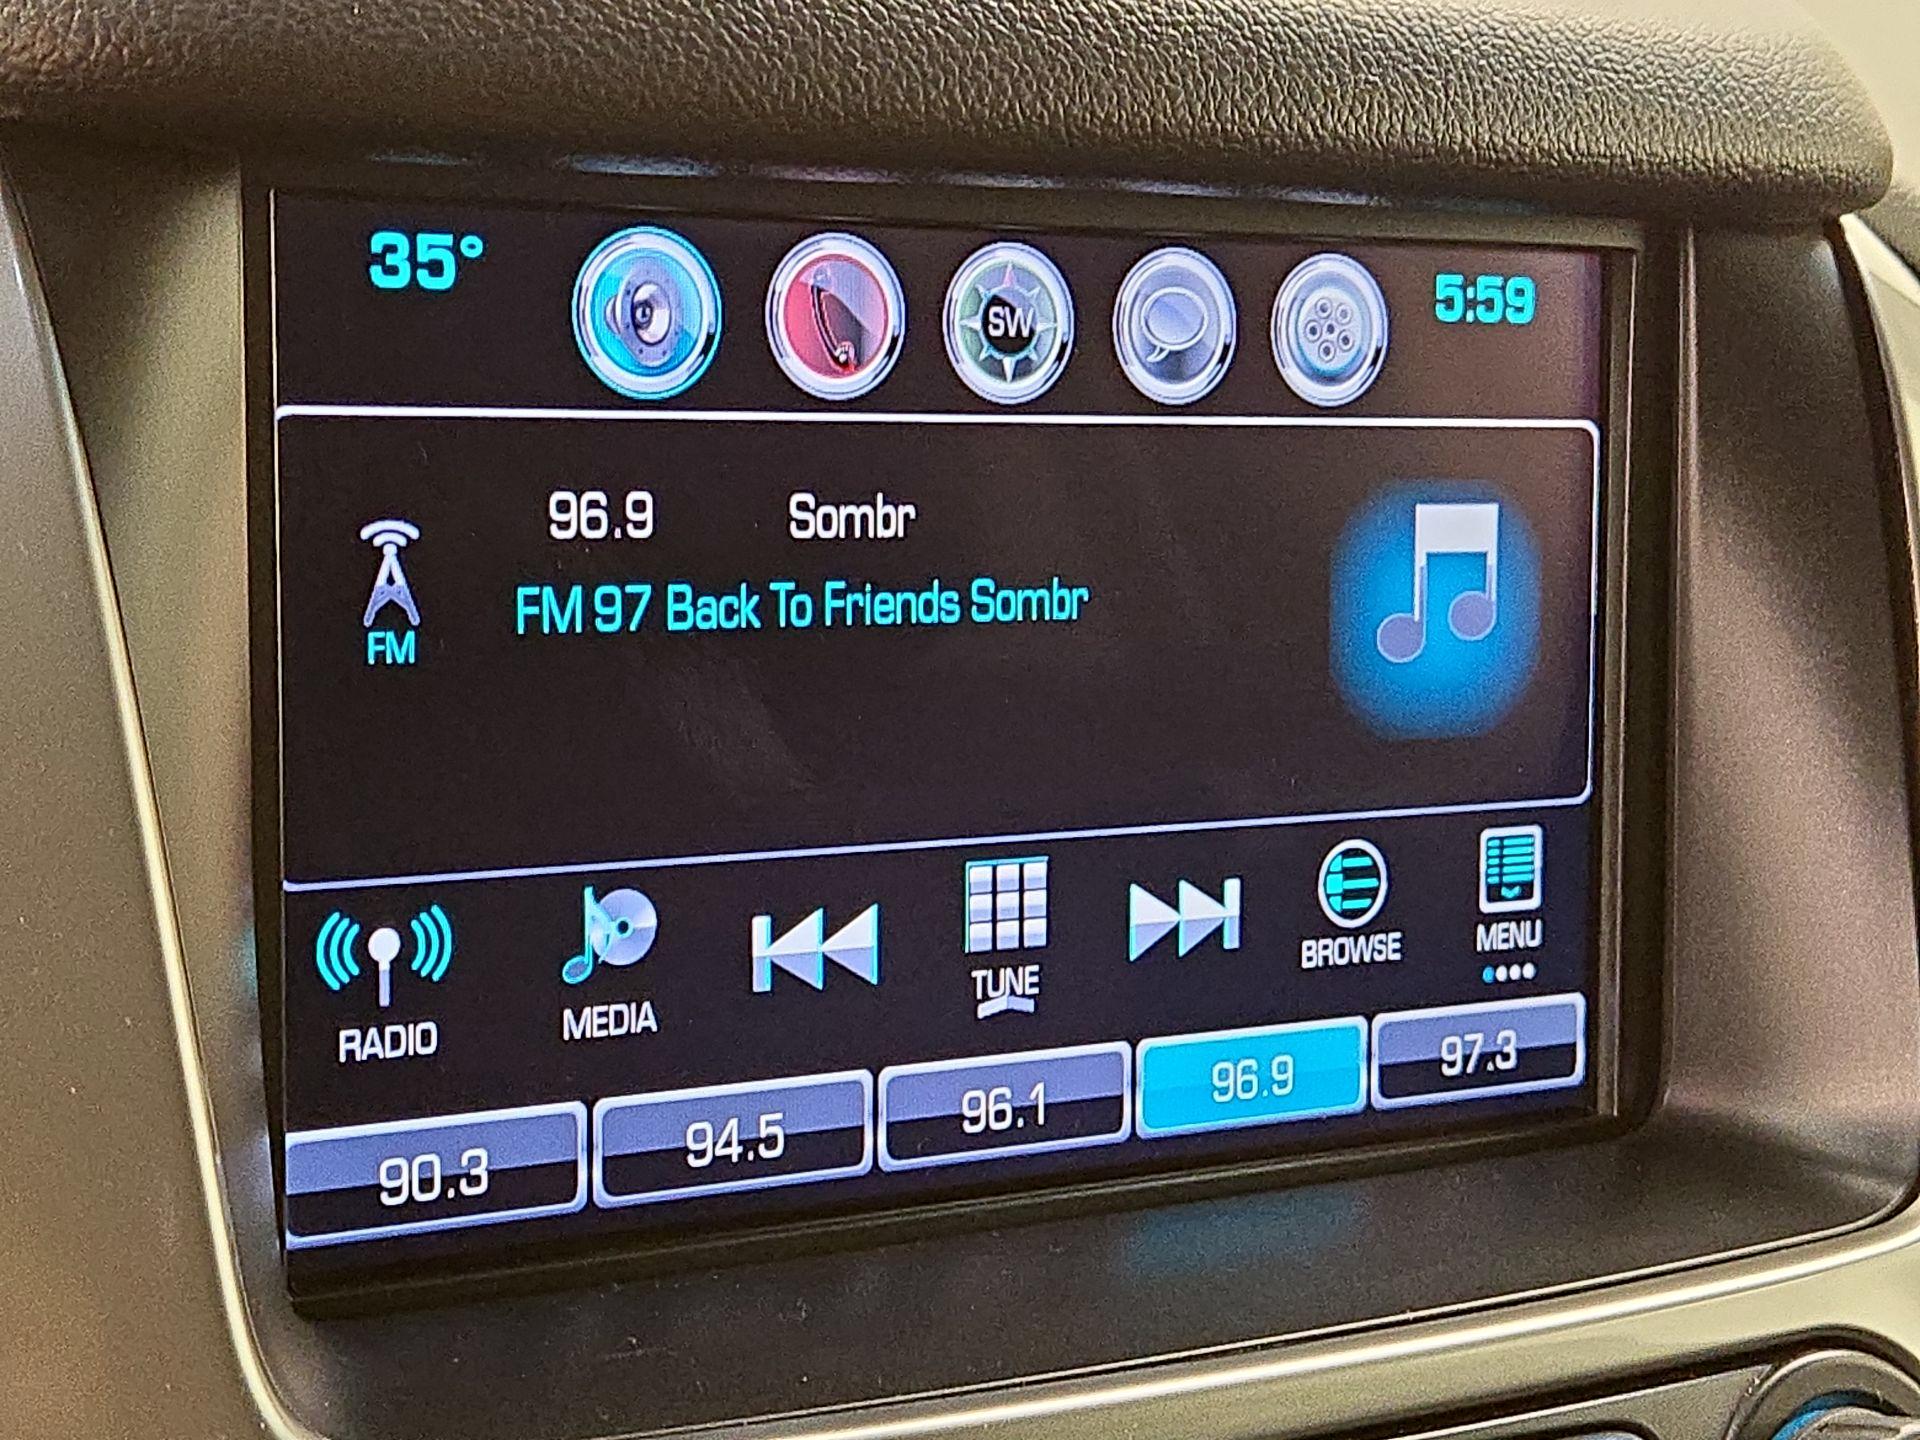 35°
SW
5:59
96.9 Sombr
FM 97 Back To Friends Sombr
FM
RADIO
MEDIA
TUNE
BROWSE
MENU
90.3
94.5
96.1
96.9
97.3